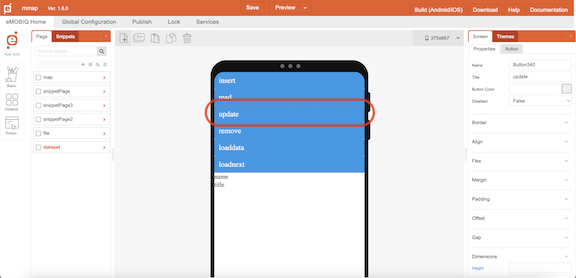 mmap Ver: 1.6.0 Save Preview Build (Android/iOS) Download Help Documentation
eMOBIQ Home Global Configuration Publish Lock Services
Page Snippets
375x667
Screen Themes
Properties Action
App Icon
Search pages
Basic
General
Potato
map
snippetPage
snippetPage3
snippetPage2
file
dataset
insert
read
update
remove
loaddata
loadnext
name
title
Name Button340
Title update
Button Color
Disabled False
Border
Align
Flex
Margin
Padding
Offset
Gap
Dimensions
Height